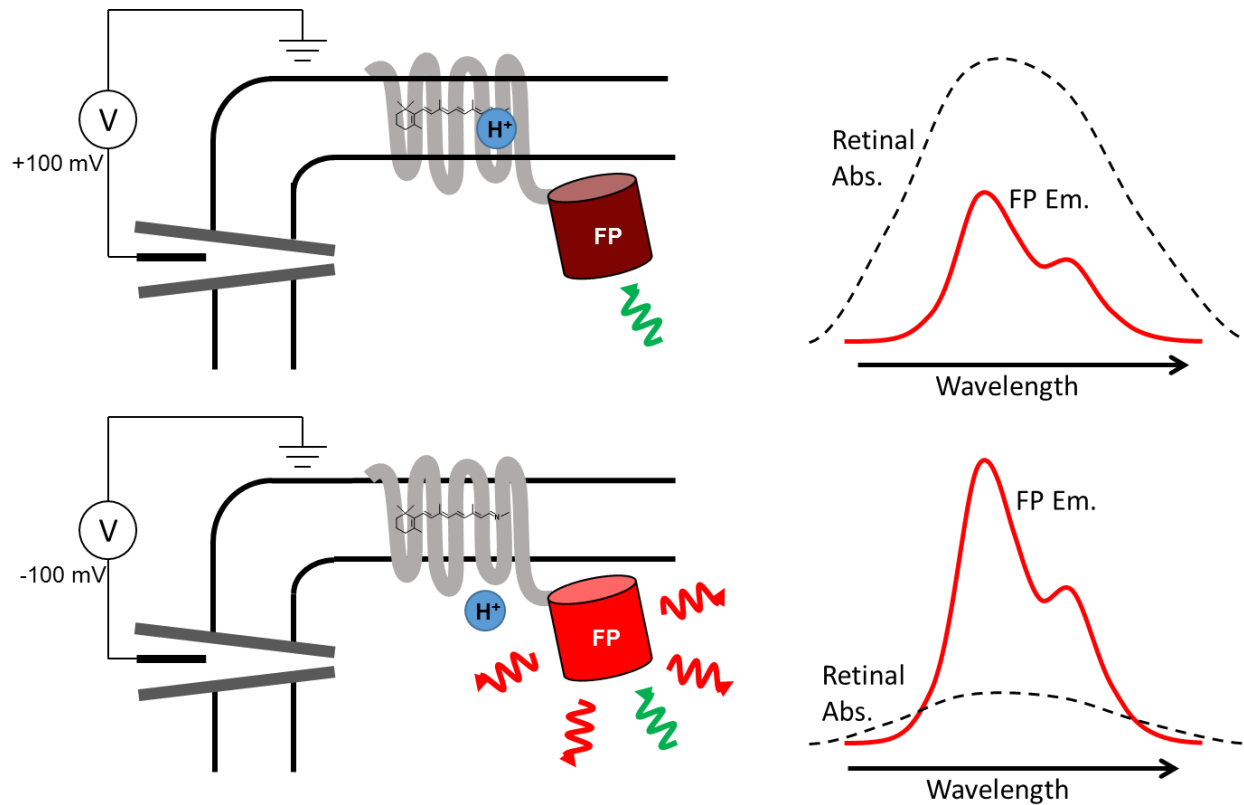 V
+100 mV
H+
FP
Retinal
Abs.
FP Em.
Wavelength
V
-100 mV
N
H+
FP
FP Em.
Retinal
Abs.
Wavelength